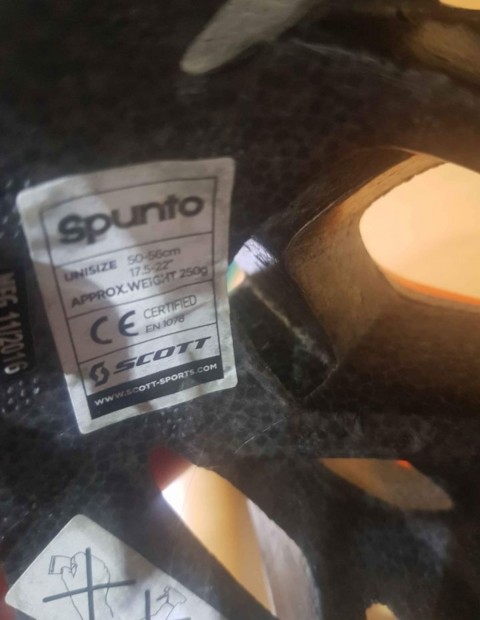 Spunto
UNISIZE 50-56cm
17.5-22"
APPROX.WEIGHT 250g
CE CERTIFIED
EN 1078
SCOTT
WWW.SCOTT-SPORTS.COM
MFG 11/2016